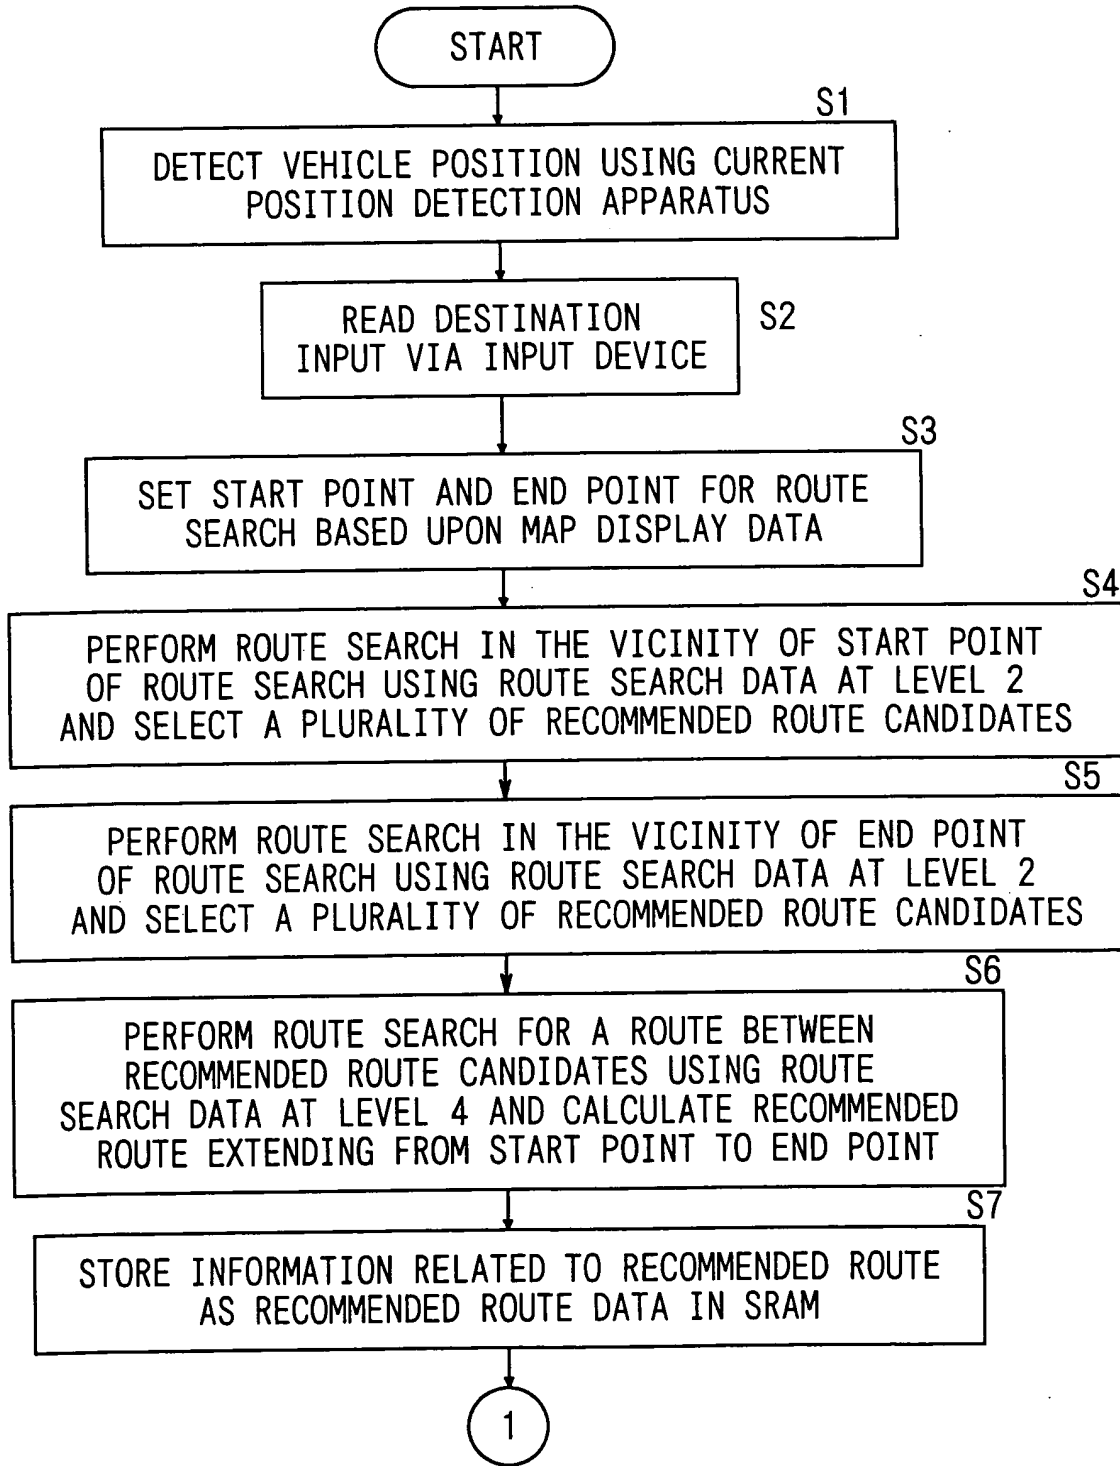 START
S1
DETECT VEHICLE POSITION USING CURRENT
POSITION DETECTION APPARATUS
S2
READ DESTINATION
INPUT VIA INPUT DEVICE
S3
SET START POINT AND END POINT FOR ROUTE
SEARCH BASED UPON MAP DISPLAY DATA
S4
PERFORM ROUTE SEARCH IN THE VICINITY OF START POINT
OF ROUTE SEARCH USING ROUTE SEARCH DATA AT LEVEL 2
AND SELECT A PLURALITY OF RECOMMENDED ROUTE CANDIDATES
S5
PERFORM ROUTE SEARCH IN THE VICINITY OF END POINT
OF ROUTE SEARCH USING ROUTE SEARCH DATA AT LEVEL 2
AND SELECT A PLURALITY OF RECOMMENDED ROUTE CANDIDATES
S6
PERFORM ROUTE SEARCH FOR A ROUTE BETWEEN
RECOMMENDED ROUTE CANDIDATES USING ROUTE
SEARCH DATA AT LEVEL 4 AND CALCULATE RECOMMENDED
ROUTE EXTENDING FROM START POINT TO END POINT
S7
STORE INFORMATION RELATED TO RECOMMENDED ROUTE
AS RECOMMENDED ROUTE DATA IN SRAM
1